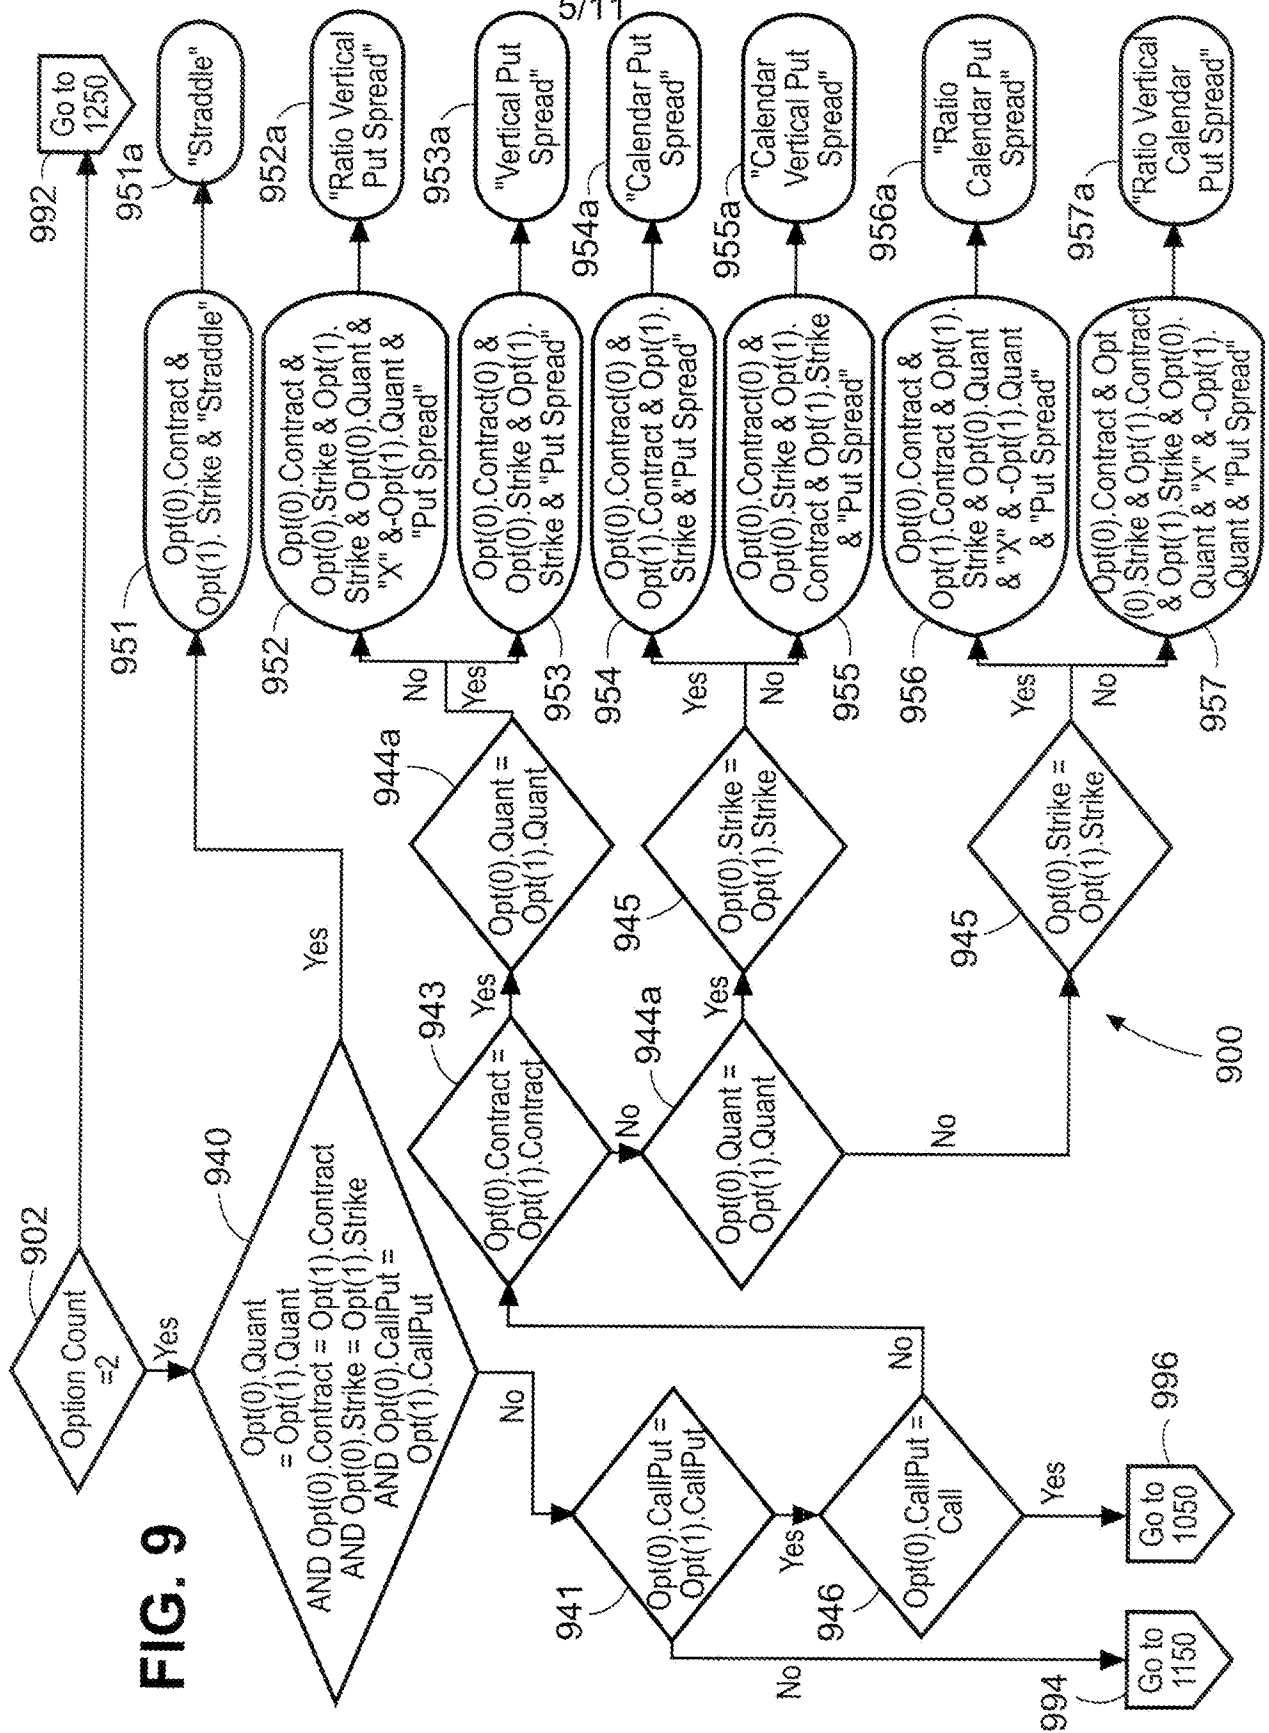 5/11
FIG. 9
Option Count
=2
902
Yes
Go to
1250
992
Opt(0).Quant
= Opt(1).Quant
AND Opt(0).Contract = Opt(1).Contract
AND Opt(0).Strike = Opt(1).Strike
AND Opt(0).CallPut =
Opt(1).CallPut
940
Yes
No
Opt(0).Contract &
Opt(1). Strike & "Straddle"
951
"Straddle"
951a
Opt(0).CallPut =
Opt(1).CallPut
941
Yes
No
Go to
1150
994
Opt(0).CallPut =
Call
946
No
Yes
Go to
1050
996
Opt(0).Contract =
Opt(1).Contract
943
Yes
No
Opt(0).Quant =
Opt(1).Quant
944a
No
Yes
Opt(0).Contract &
Opt(0).Strike & Opt(1).
Strike & Opt(0).Quant &
"X" &-Opt(1).Quant &
"Put Spread"
952
"Ratio Vertical
Put Spread"
952a
Opt(0).Contract(0) &
Opt(0).Strike & Opt(1).
Strike & "Put Spread"
953
"Vertical Put
Spread"
953a
Opt(0).Quant =
Opt(1).Quant
944a
Yes
No
Opt(0).Strike =
Opt(1).Strike
945
Yes
No
Opt(0).Contract(0) &
Opt(1).Contract & Opt(1).
Strike &"Put Spread"
954
"Calendar Put
Spread"
954a
Opt(0).Contract(0) &
Opt(0).Strike & Opt(1).
Contract & Opt(1).Strike
& "Put Spread"
955
"Calendar
Vertical Put
Spread"
955a
Opt(0).Strike =
Opt(1).Strike
945
Yes
No
Opt(0).Contract &
Opt(1).Contract & Opt(1).
Strike & Opt(0).Quant
& "X" & -Opt(1).Quant
& "Put Spread"
956
"Ratio
Calendar Put
Spread"
956a
Opt(0).Contract & Opt
(0).Strike & Opt(1).Contract
& Opt(1).Strike & Opt(0).
Quant & "X" & -Opt(1).
Quant & "Put Spread"
957
"Ratio Vertical
Calendar
Put Spread"
957a
900